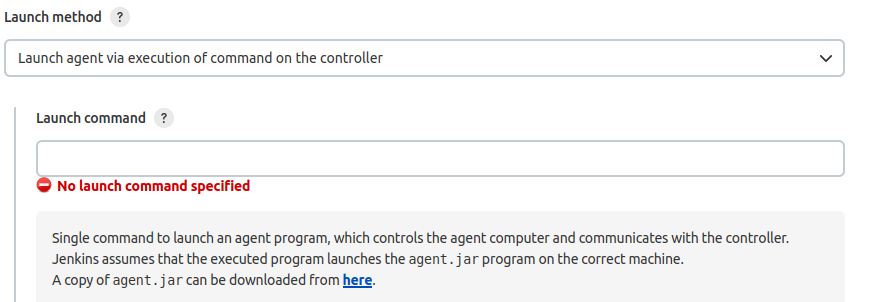 Launch method ?
Launch agent via execution of command on the controller
Launch command ?
No launch command specified
Single command to launch an agent program, which controls the agent computer and communicates with the controller.
Jenkins assumes that the executed program launches the agent.jar program on the correct machine.
A copy of agent.jar can be downloaded from here.